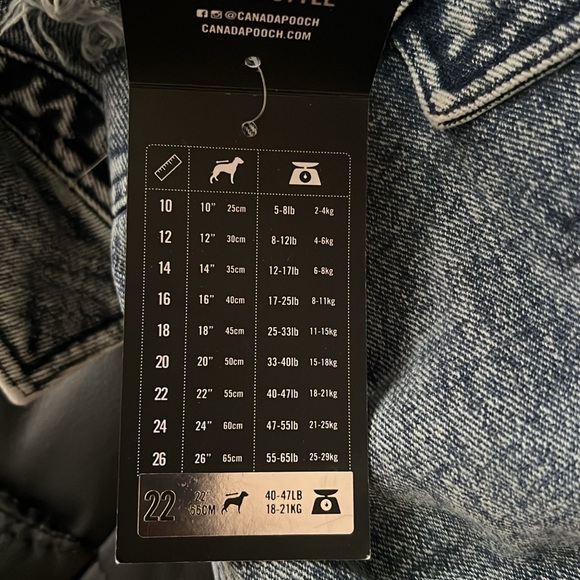 @CANADAPOOCH
CANADAPOOCH.COM
10 10" 25cm 5-8lb 2-4kg
12 12" 30cm 8-12lb 4-6kg
14 14" 35cm 12-17lb 6-8kg
16 16" 40cm 17-25lb 8-11kg
18 18" 45cm 25-33lb 11-15kg
20 20" 50cm 33-40lb 15-18kg
22 22" 55cm 40-47lb 18-21kg
24 24" 60cm 47-55lb 21-25kg
26 26" 65cm 55-65lb 25-29kg
22 22" 40-47LB
55CM 18-21KG